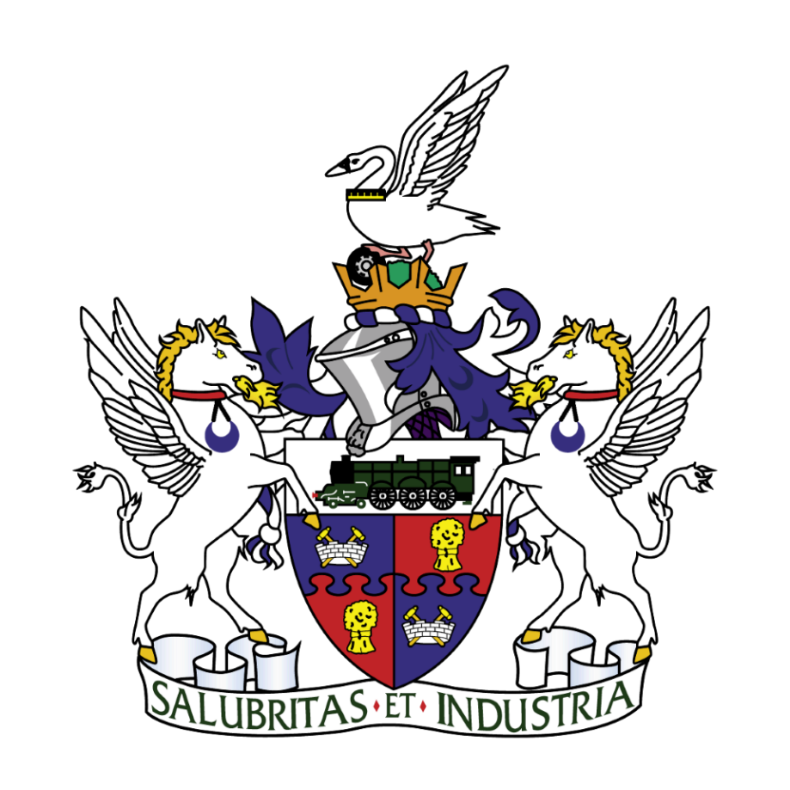 SALUBRITAS ♦ ET ♦ INDUSTRIA